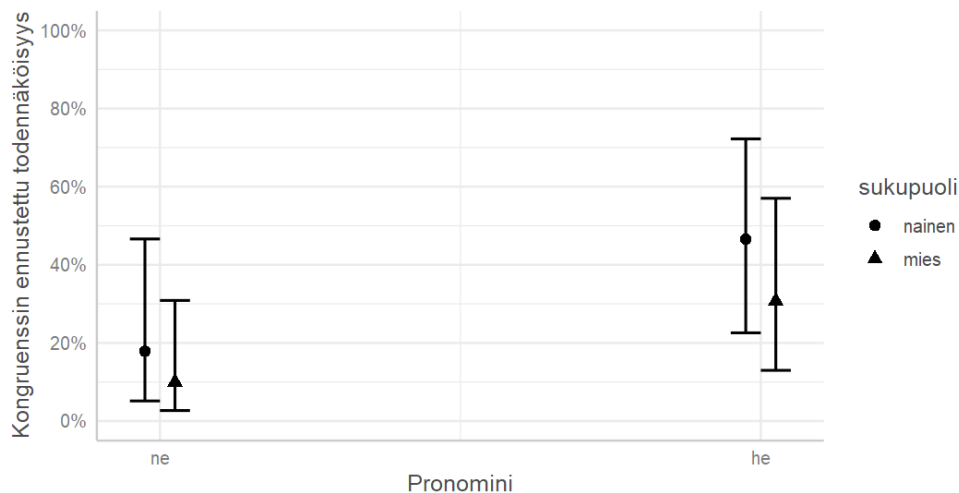 Kongruenssin ennustettu todennäköisyys
100%
80%
60%
40%
20%
0%
ne
he
Pronomini
sukupuoli
nainen
mies